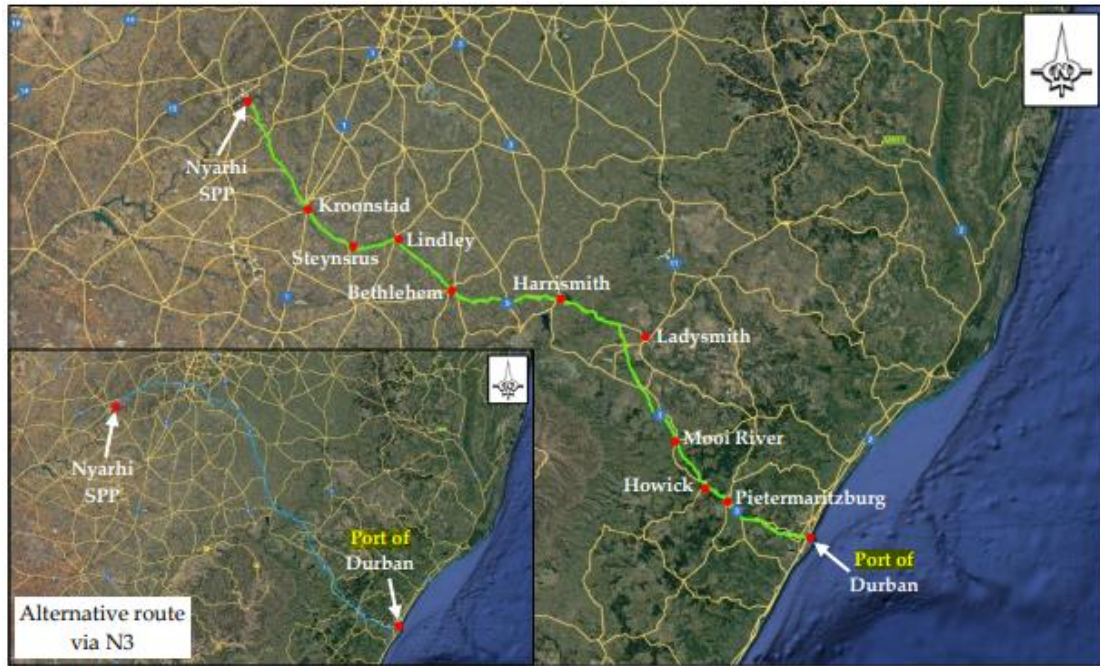 N
Nyarhi
SPP
Kroonstad
Steynsrus
Lindley
Bethlehem
Harrismith
Ladysmith
Mooi River
Howick
Pietermaritzburg
Port of
Durban
Nyarhi
SPP
Port of
Durban
Alternative route
via N3